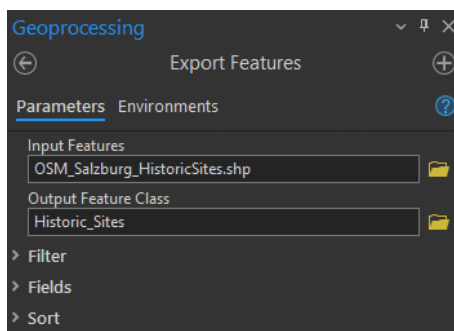 Geoprocessing
Export Features
Parameters Environments
Input Features
OSM_Salzburg_HistoricSites.shp
Output Feature Class
Historic_Sites
Filter
Fields
Sort